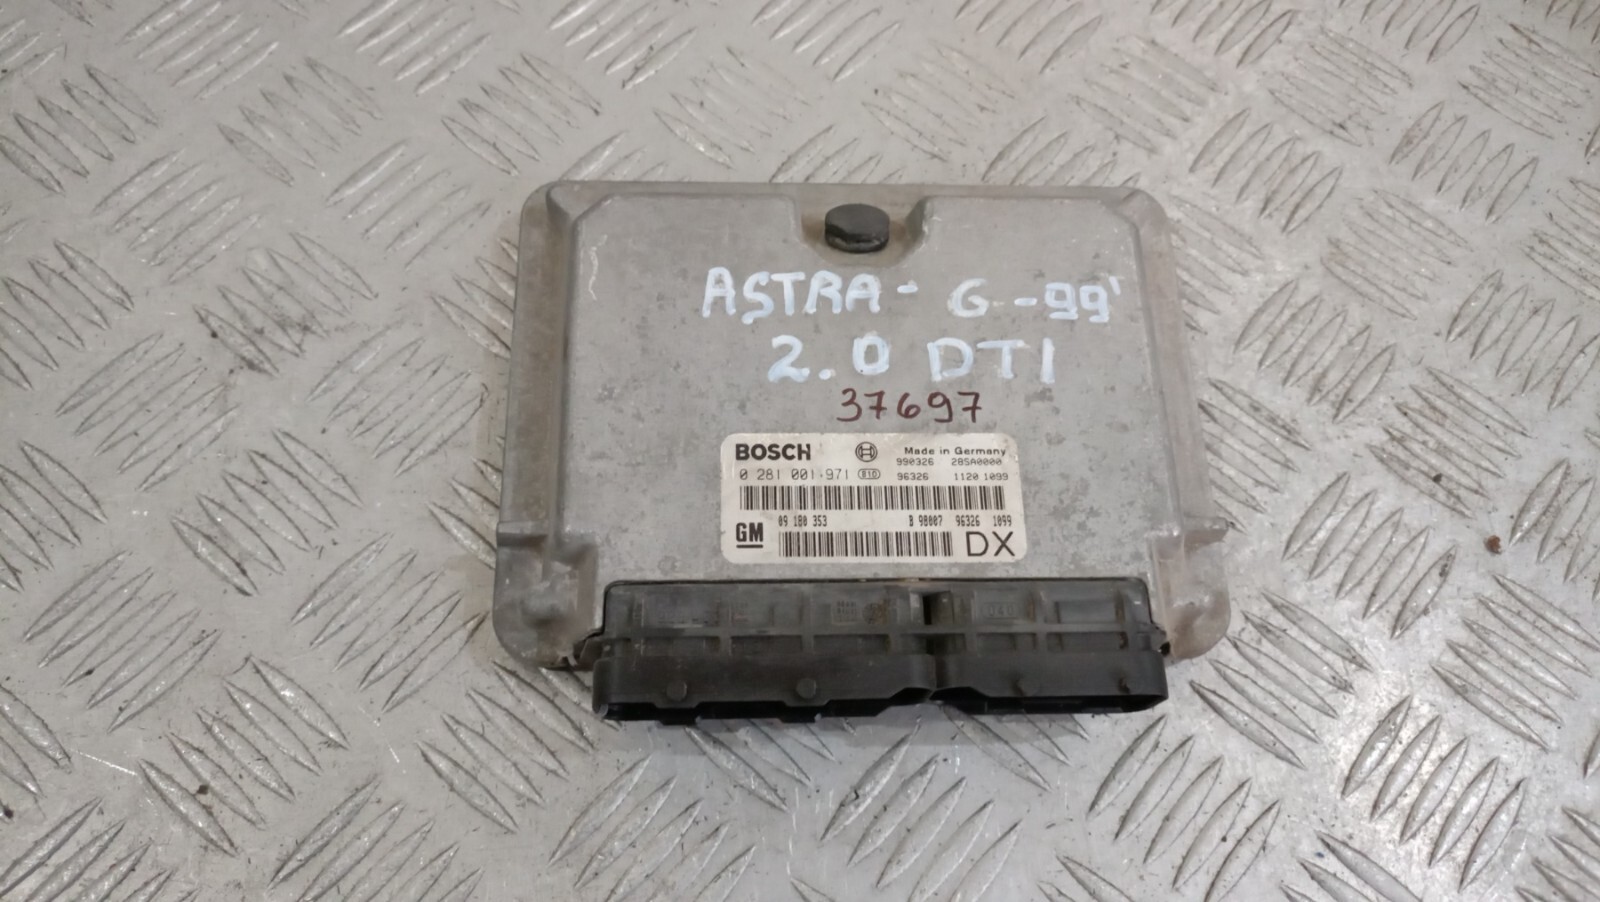 ASTRA - G - 99'
2.0 DTI
37697
BOSCH Made in Germany
990326 28SA0000
0 281 001 971 B10 96326 1120 1099
GM 09 180 353 B 98007 96326 1099
DX